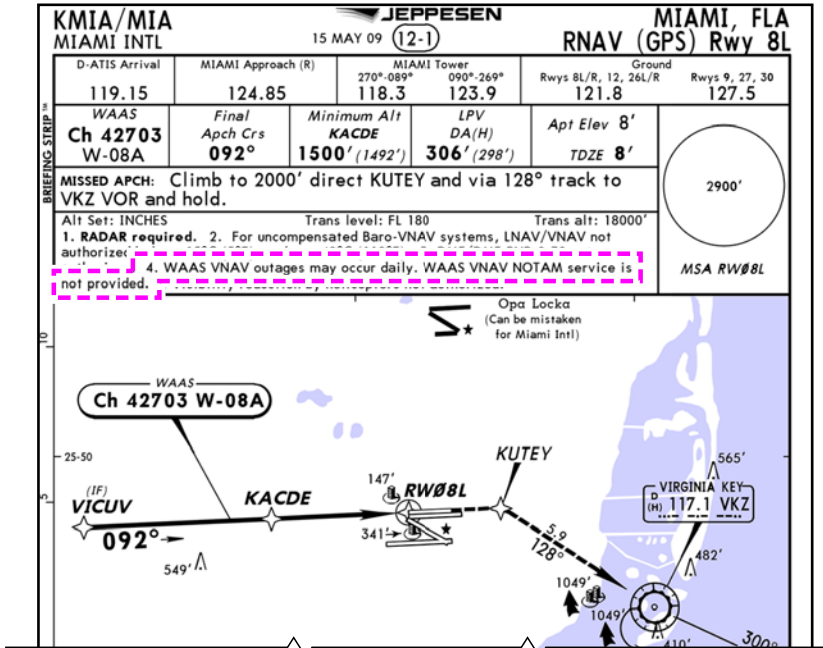 KMIA/MIA
MIAMI INTL
JEPPESEN
15 MAY 09 12-1
MIAMI, FLA
RNAV (GPS) Rwy 8L
BRIEFING STRIP™
D-ATIS Arrival
119.15
MIAMI Approach (R)
124.85
MIAMI Tower
270°-089° 090°-269°
118.3 123.9
Ground
Rwys 8L/R, 12, 26L/R Rwys 9, 27, 30
121.8 127.5
WAAS
Ch 42703
W-08A
Final
Apch Crs
092°
Minimum Alt
KACDE
1500' (1492')
LPV
DA(H)
306' (298')
Apt Elev 8'
TDZE 8'
2900'
MSA RWØ8L
MISSED APCH: Climb to 2000' direct KUTEY and via 128° track to
VKZ VOR and hold.
Alt Set: INCHES Trans level: FL 180 Trans alt: 18000'
1. RADAR required. 2. For uncompensated Baro-VNAV systems, LNAV/VNAV not
authorized
4. WAAS VNAV outages may occur daily. WAAS VNAV NOTAM service is
not provided.
Opa Locka
(Can be mistaken
for Miami Intl)
10
WAAS
Ch 42703 W-08A
25-50
5
(IF)
VICUV
KACDE
147'
RWØ8L
KUTEY
565'
VIRGINIA KEY
D
(H) 117.1 VKZ
092°
341'
549'
5.9
128°
482'
1049'
1049'
410'
300°